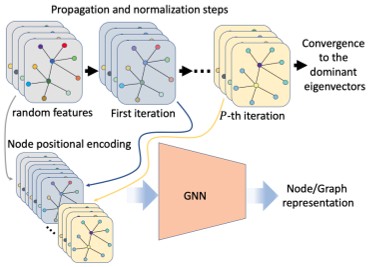 Propagation and normalization steps
random features
First iteration
P-th iteration
Convergence
to the
dominant
eigenvectors
Node positional encoding
GNN
Node/Graph
representation